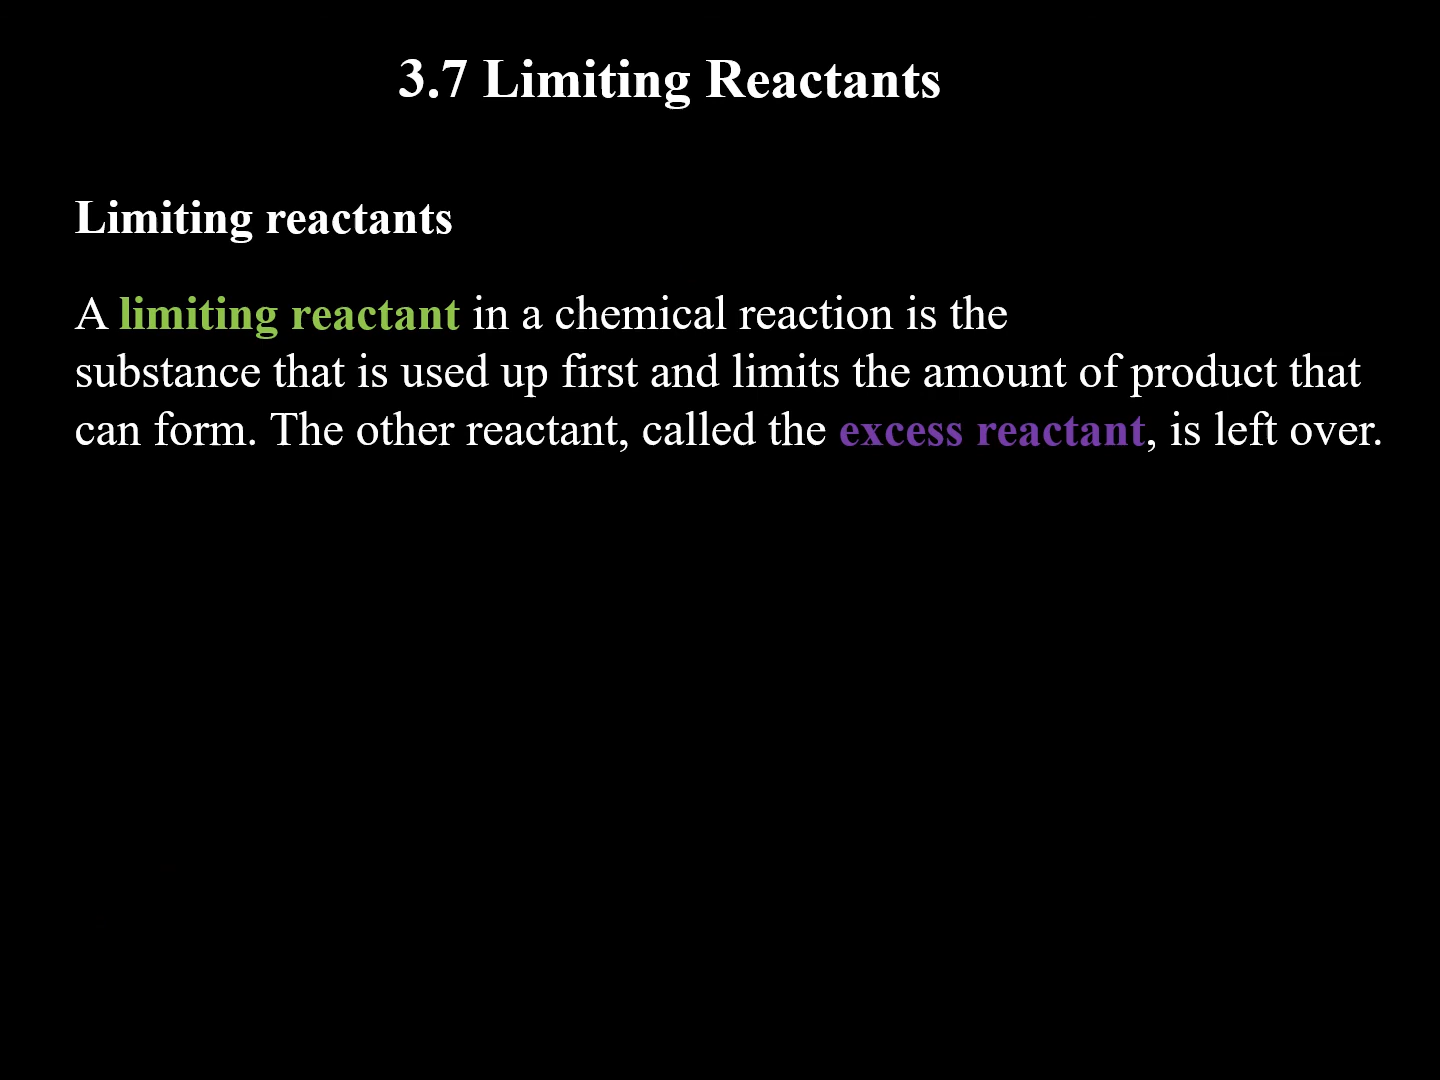 3.7 Limiting Reactants
Limiting reactants
A limiting reactant in a chemical reaction is the
substance that is used up first and limits the amount of product that
can form. The other reactant, called the excess reactant, is left over.